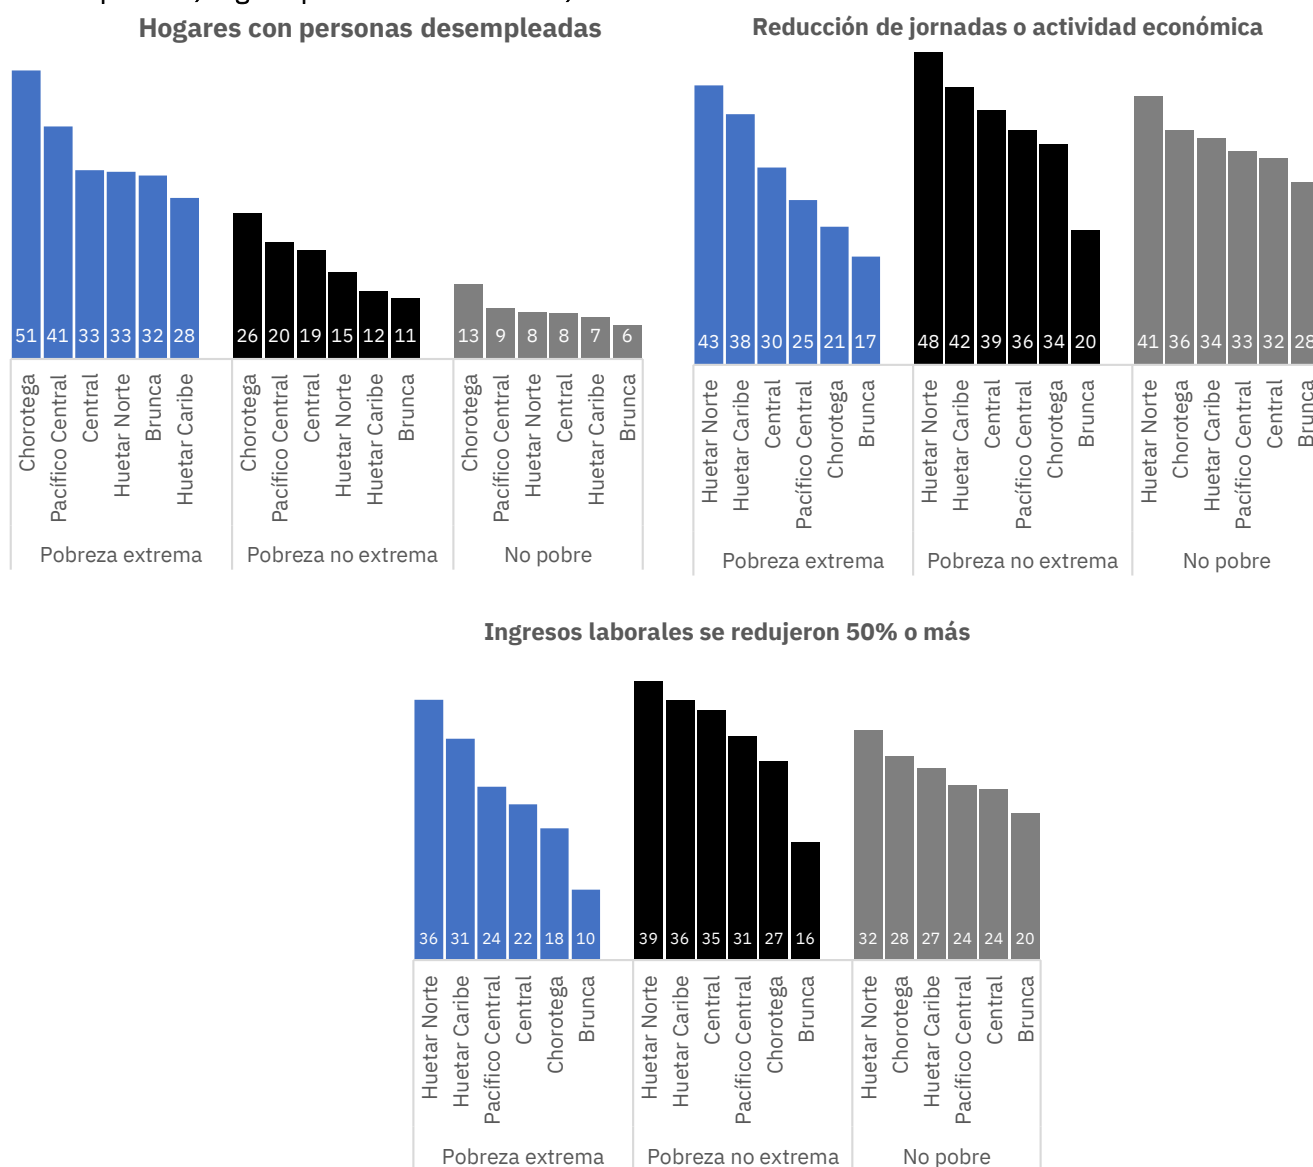 Hogares con personas desempleadas
51 41 33 33 32 28 26 20 19 15 12 11 13 9 8 8 7 6
Chorotega
Pacífico Central
Central
Huetar Norte
Brunca
Huetar Caribe
Chorotega
Pacífico Central
Central
Huetar Norte
Huetar Caribe
Brunca
Chorotega
Pacífico Central
Huetar Norte
Central
Huetar Caribe
Brunca
Pobreza extrema Pobreza no extrema No pobre
Reducción de jornadas o actividad económica
43 38 30 25 21 17 48 42 39 36 34 20 41 36 34 33 32 28
Huetar Norte
Huetar Caribe
Central
Pacífico Central
Chorotega
Brunca
Huetar Norte
Huetar Caribe
Central
Pacífico Central
Chorotega
Brunca
Huetar Norte
Chorotega
Huetar Caribe
Pacífico Central
Central
Brunca
Pobreza extrema Pobreza no extrema No pobre
Ingresos laborales se redujeron 50% o más
36 31 24 22 18 10 39 36 35 31 27 16 32 28 27 24 24 20
Huetar Norte
Huetar Caribe
Pacífico Central
Central
Chorotega
Brunca
Huetar Norte
Huetar Caribe
Central
Pacífico Central
Chorotega
Brunca
Huetar Norte
Chorotega
Huetar Caribe
Pacífico Central
Central
Brunca
Pobreza extrema Pobreza no extrema No pobre